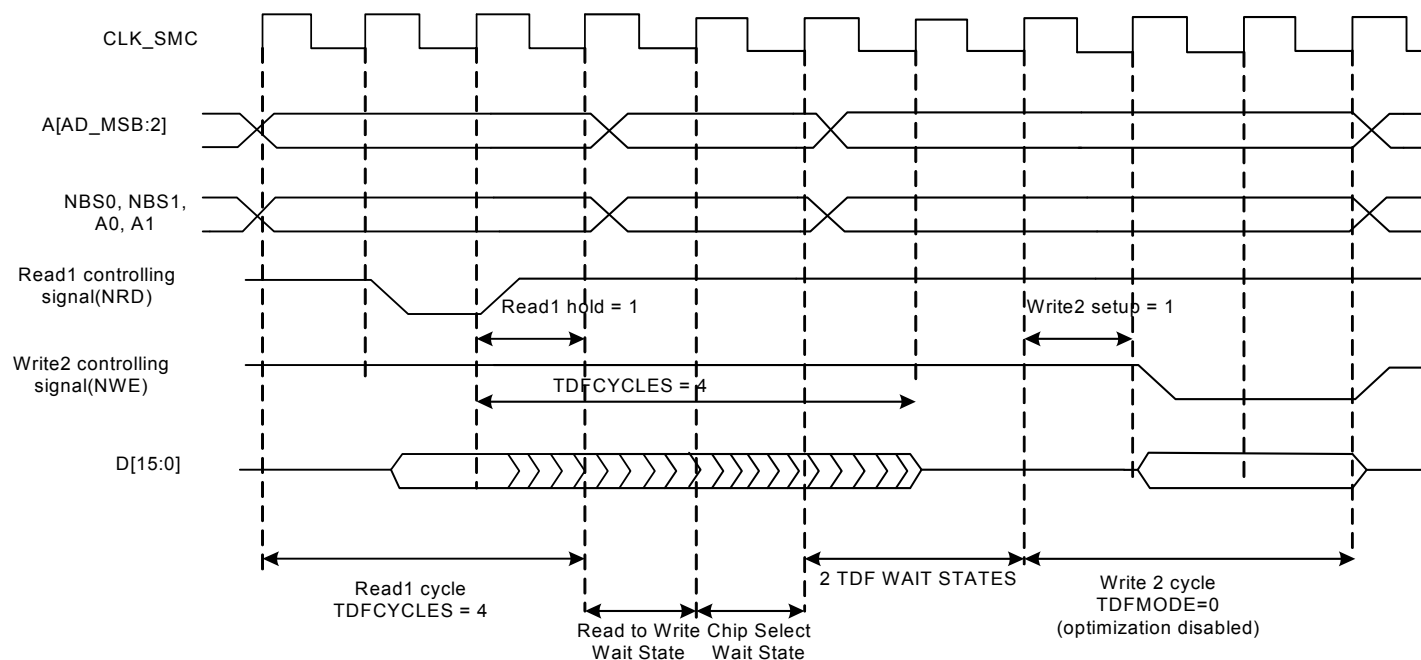 CLK_SMC
A[AD_MSB:2]
NBS0, NBS1,
A0, A1
Read1 controlling
signal(NRD)
Read1 hold = 1
Write2 setup = 1
Write2 controlling
signal(NWE)
TDFCYCLES = 4
D[15:0]
2 TDF WAIT STATES
Read1 cycle
TDFCYCLES = 4
Write 2 cycle
TDFMODE=0
(optimization disabled)
Read to Write
Wait State
Chip Select
Wait State